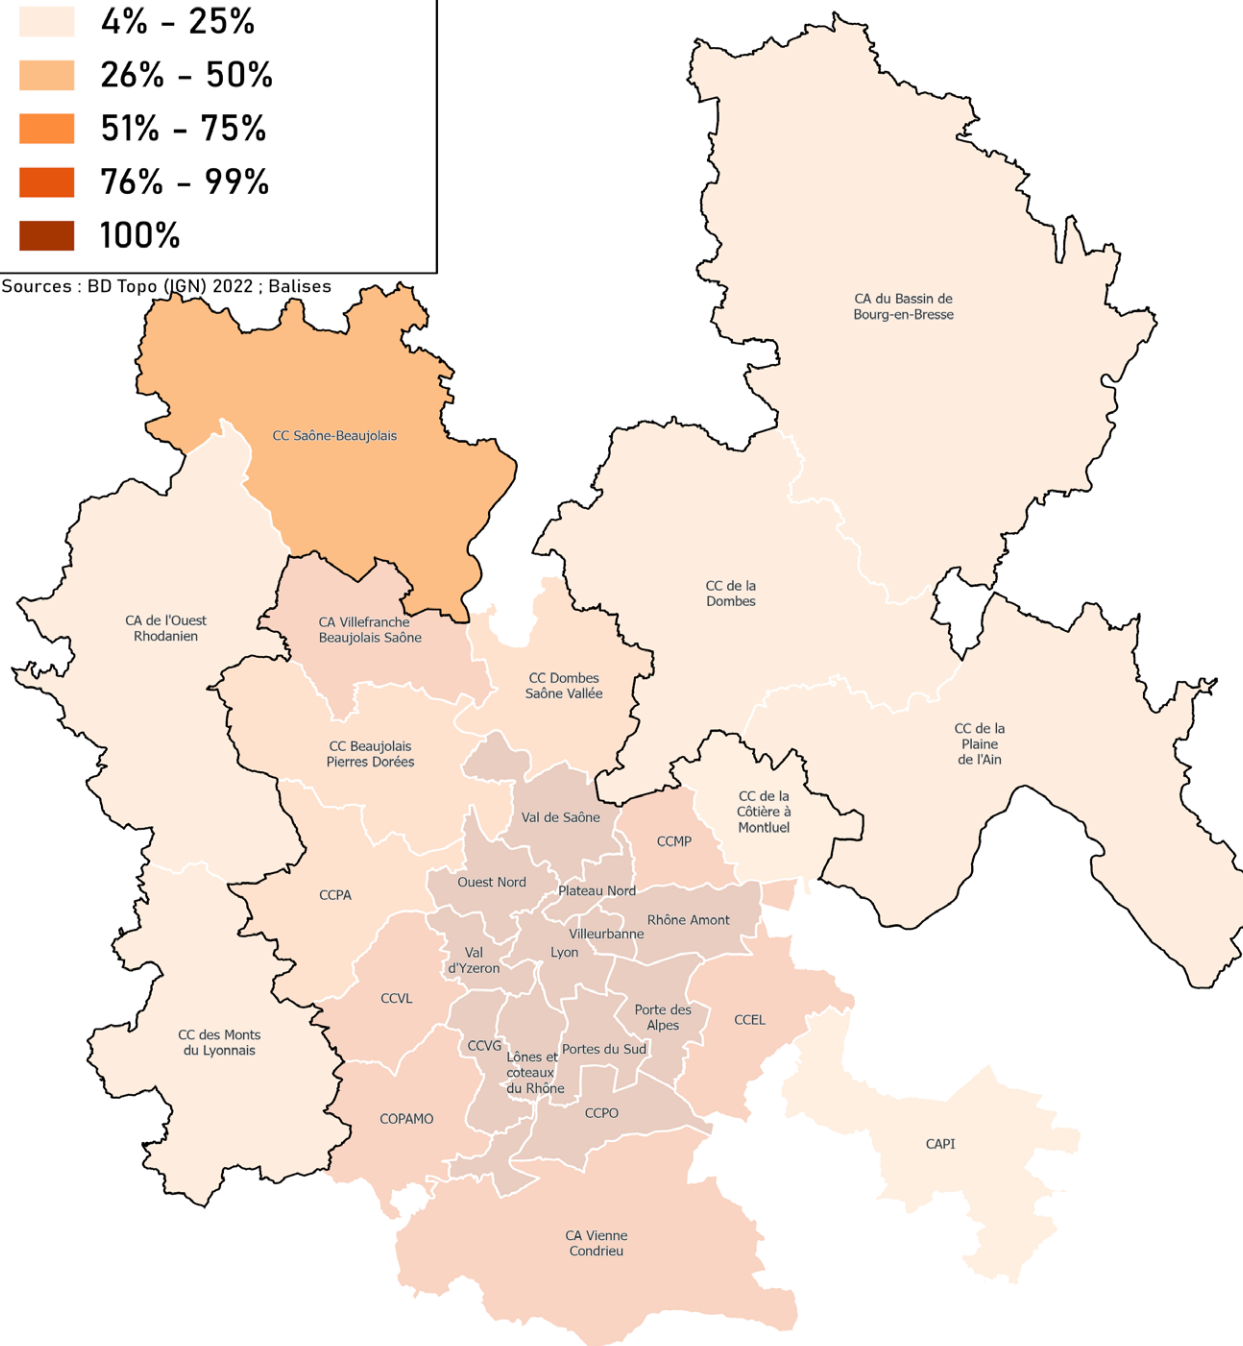 4% - 25%
26% - 50%
51% - 75%
76% - 99%
100%
Sources : BD Topo (IGN) 2022 ; Balises
CA du Bassin de
Bourg-en-Bresse
CC Saône-Beaujolais
CC de la
Dombes
CA de l'Ouest
Rhodanien
CA Villefranche
Beaujolais Saône
CC Dombes
Saône Vallée
CC de la
Plaine
de l'Ain
CC Beaujolais
Pierres Dorées
CC de la
Côtière à
Montluel
Val de Saône
CCMP
Ouest Nord
Plateau Nord
CCPA
Rhône Amont
Villeurbanne
Lyon
Val
d'Yzeron
CCVL
Porte des
Alpes
CCEL
CC des Monts
du Lyonnais
CCVG
Portes du Sud
Lônes et
coteaux
du Rhône
CCPO
COPAMO
CAPI
CA Vienne
Condrieu